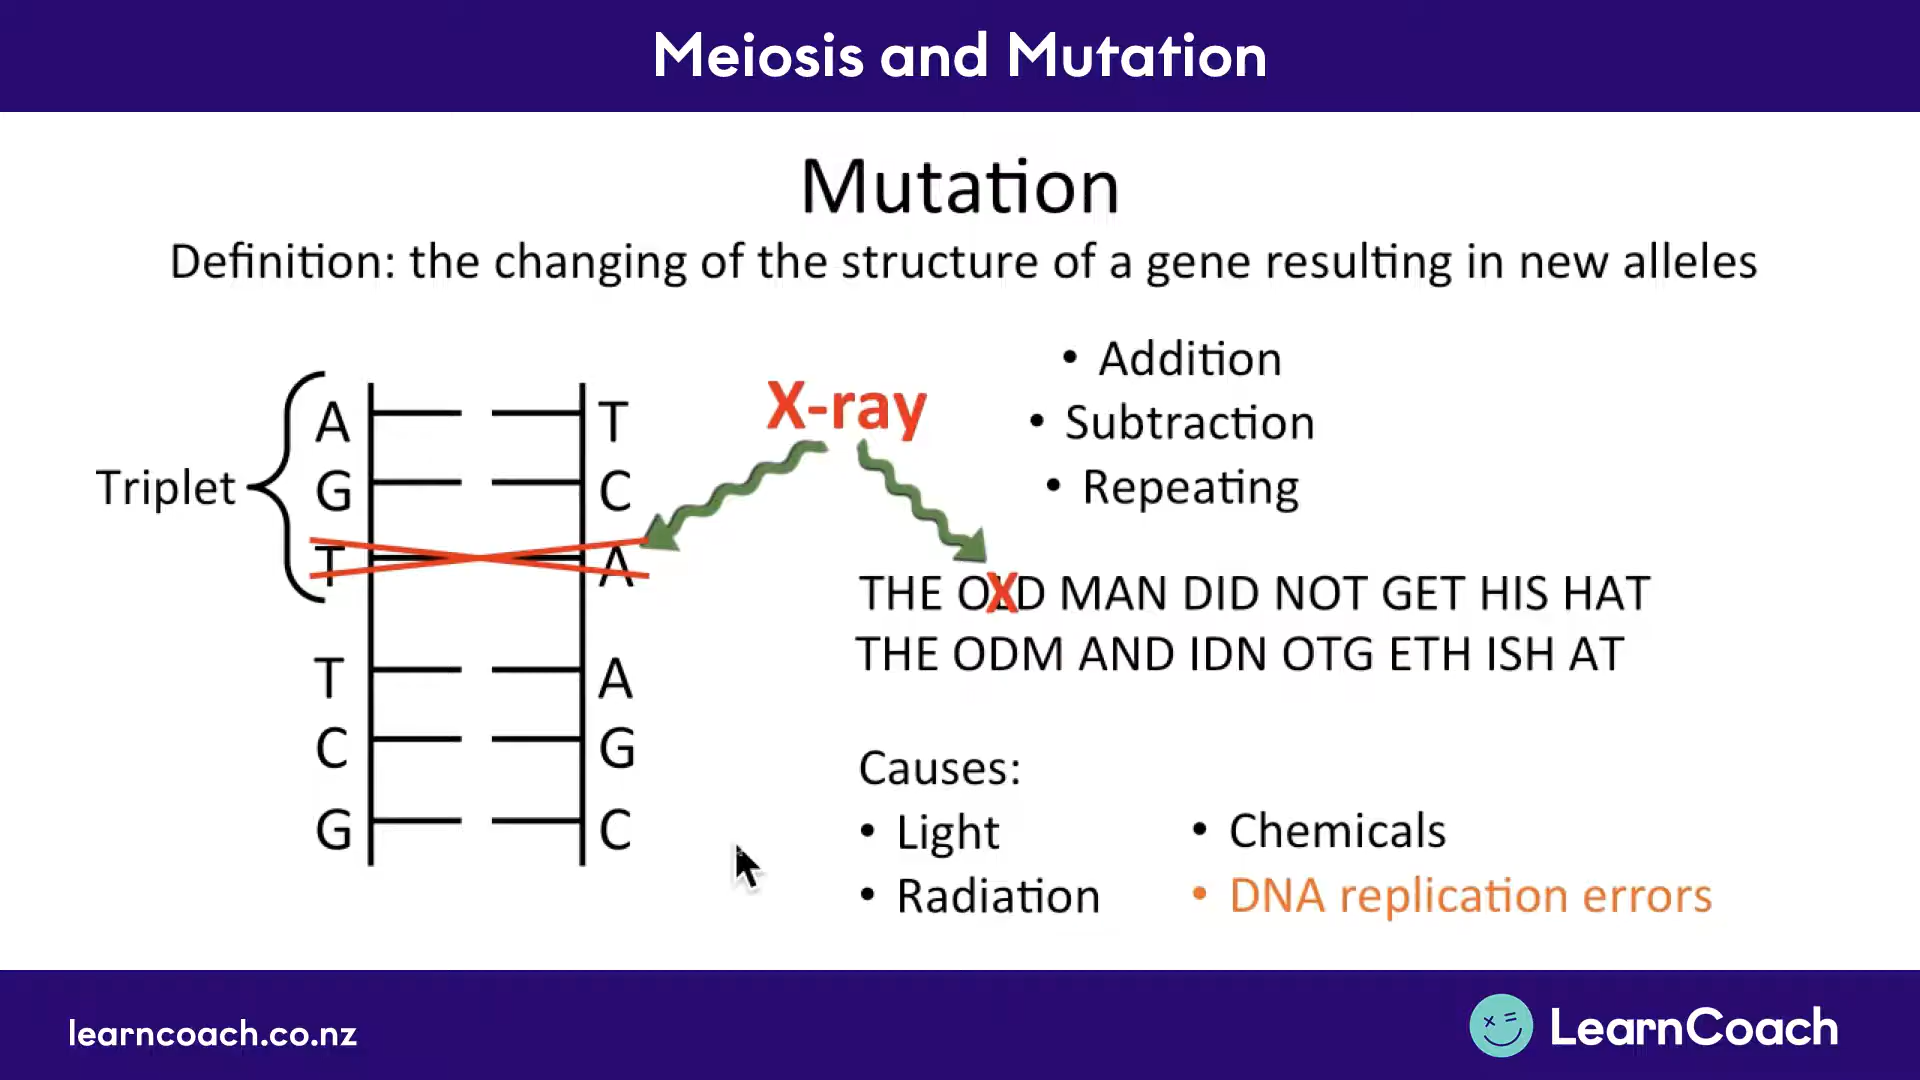 Meiosis and Mutation
Mutation
Definition: the changing of the structure of a gene resulting in new alleles
Triplet
A T
G C
T A
T A
C G
G C
X-ray
• Addition
• Subtraction
• Repeating
THE OLD MAN DID NOT GET HIS HAT
X
THE ODM AND IDN OTG ETH ISH AT
Causes:
• Light
• Radiation
• Chemicals
• DNA replication errors
learncoach.co.nz
LearnCoach